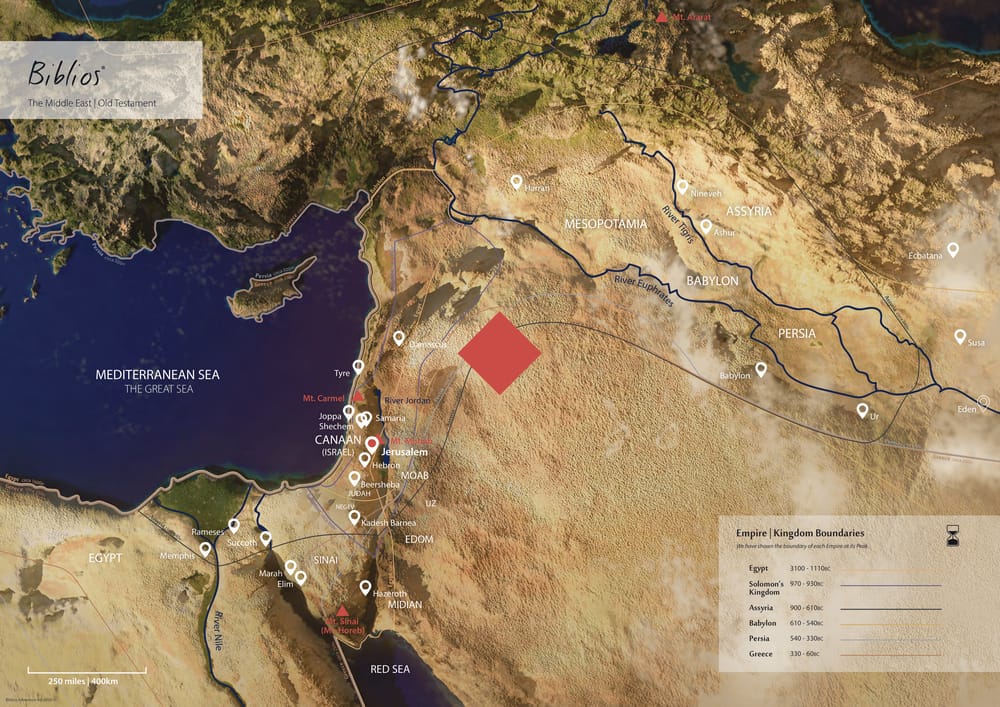 Biblios®
The Middle East | Old Testament
Mt. Ararat
Harran
Nineveh
MESOPOTAMIA
ASSYRIA
River Tigris
Ashur
Ecbatana
BABYLON
River Euphrates
PERSIA
Susa
Babylon
Ur
Eden
MEDITERRANEAN SEA
THE GREAT SEA
Damascus
Tyre
Mt. Carmel
River Jordan
Joppa
Samaria
Shechem
CANAAN
(ISRAEL)
Jerusalem
Hebron
MOAB
Beersheba
JUDAH
NEGEV
UZ
Kadesh Barnea
EDOM
Rameses
Succoth
Memphis
EGYPT
SINAI
Marah
Elim
Hazeroth
MIDIAN
Mt. Sinai
(Mt. Horeb)
River Nile
RED SEA
250 miles | 400km
Empire | Kingdom Boundaries
We have shown the boundary of each Empire at its Peak
Egypt 3100 - 1110BC
Solomon's Kingdom 970 - 930BC
Assyria 900 - 610BC
Babylon 610 - 540BC
Persia 540 - 330BC
Greece 330 - 60BC